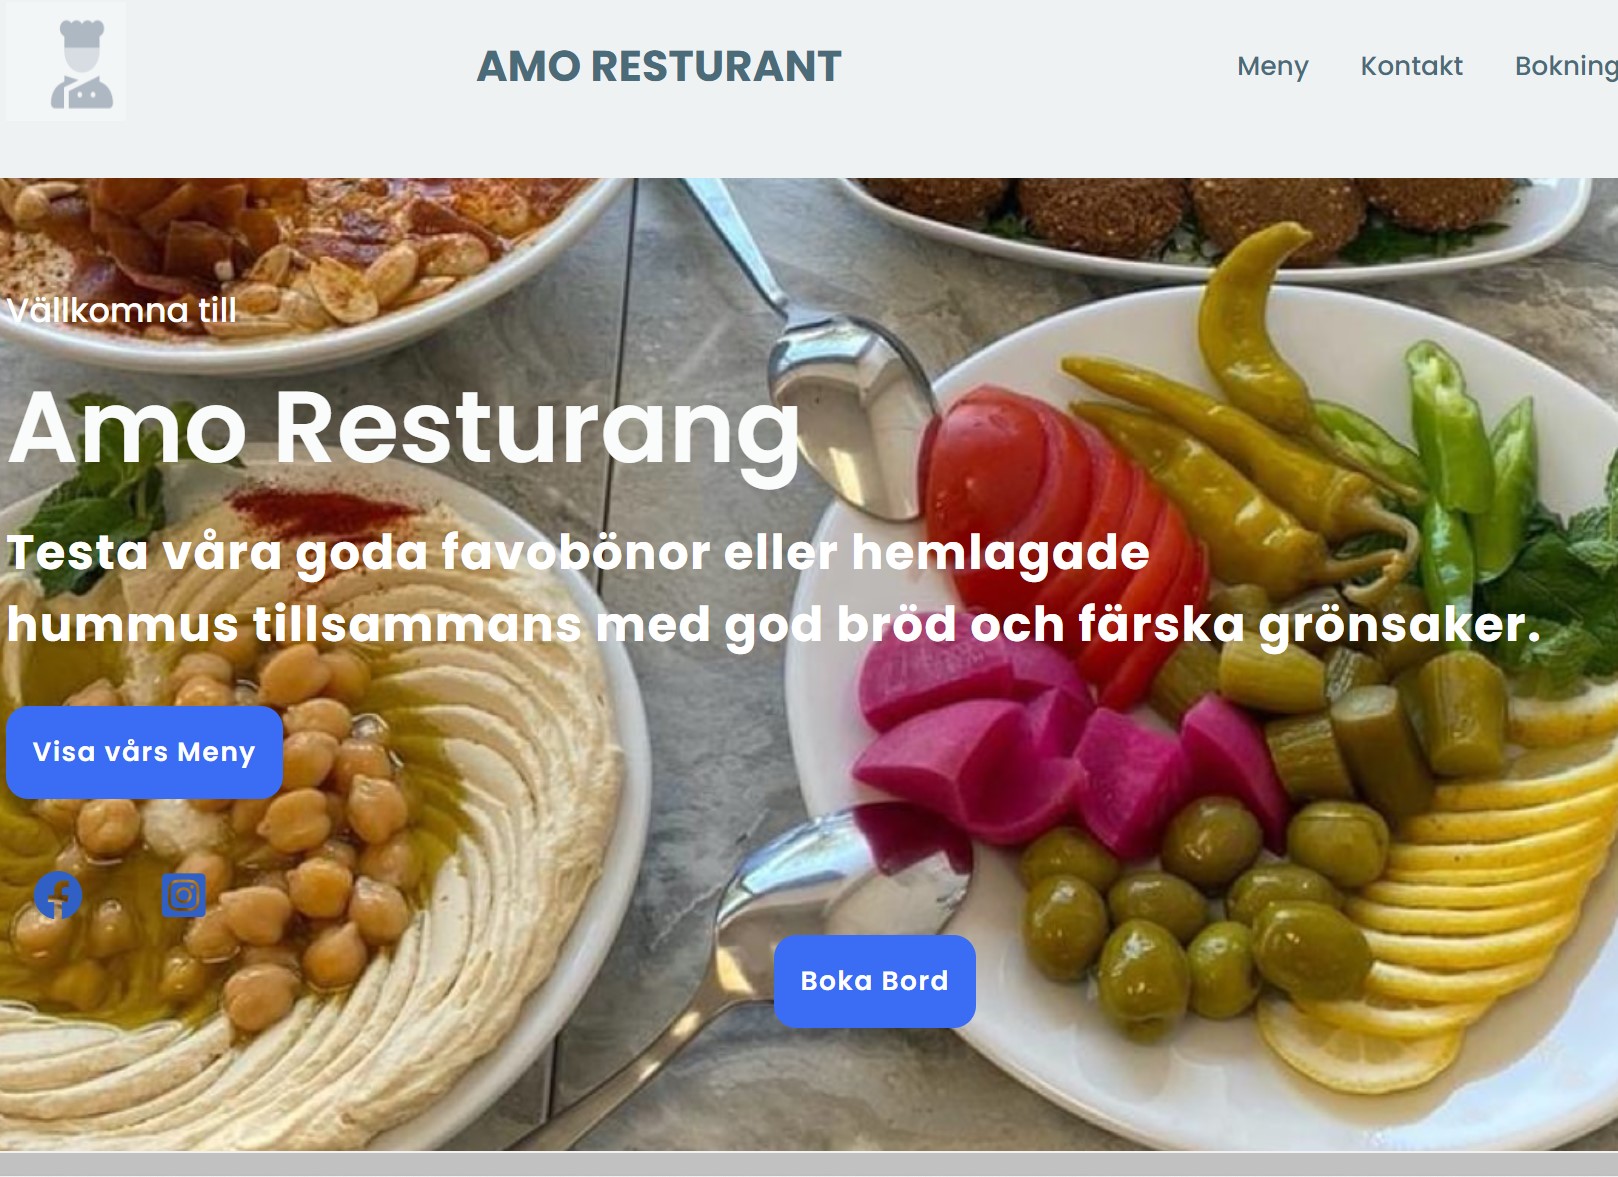 AMO RESTURANT
Meny Kontakt Bokning
Vällkomna till
Amo Resturang
Testa våra goda favobönor eller hemlagade
hummus tillsammans med god bröd och färska grönsaker.
Visa vårs Meny
Boka Bord